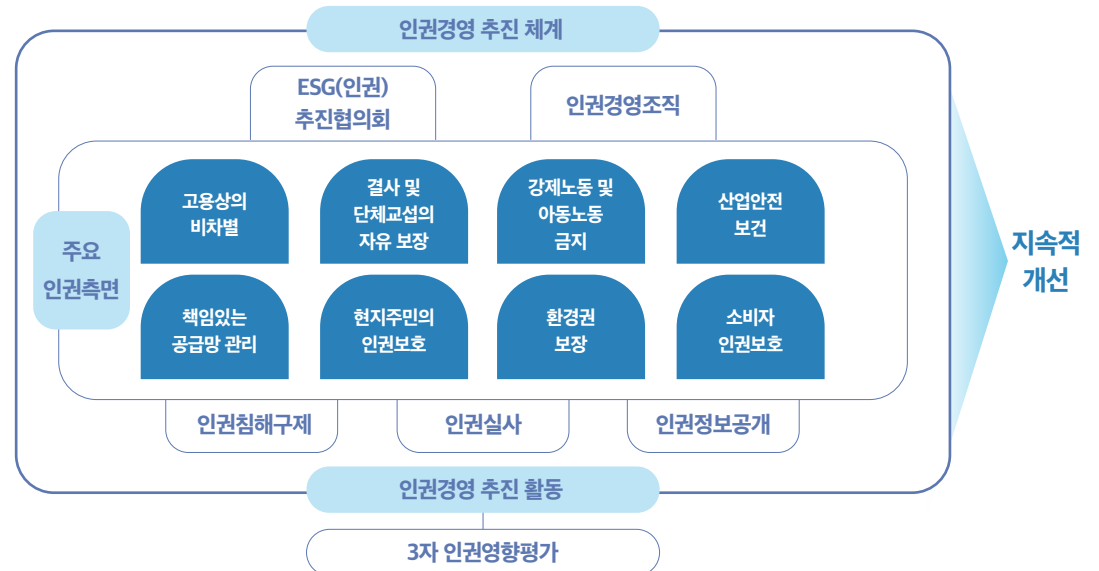 인권경영 추진 체계
ESG(인권)
추진협의회
인권경영조직
주요
인권측면
고용상의
비차별
결사 및
단체교섭의
자유 보장
강제노동 및
아동노동
금지
산업안전
보건
책임있는
공급망 관리
현지주민의
인권보호
환경권
보장
소비자
인권보호
지속적
개선
인권침해구제
인권실사
인권정보공개
인권경영 추진 활동
3자 인권영향평가